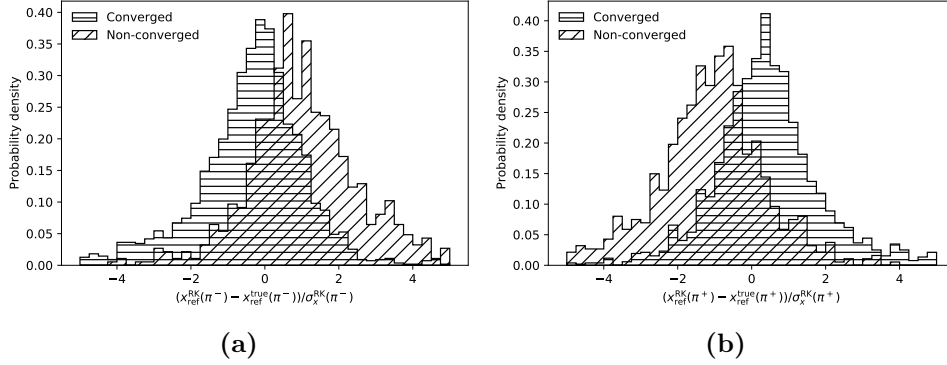 0.40
0.35
0.30
0.25
0.20
0.15
0.10
0.05
0.00
Probability density
Converged
Non-converged
−4 −2 0 2 4
(x_ref^RK(π⁻) − x_ref^true(π⁻))/σ_x^RK(π⁻)
(a)
0.40
0.35
0.30
0.25
0.20
0.15
0.10
0.05
0.00
Probability density
Converged
Non-converged
−4 −2 0 2 4
(x_ref^RK(π⁺) − x_ref^true(π⁺))/σ_x^RK(π⁺)
(b)